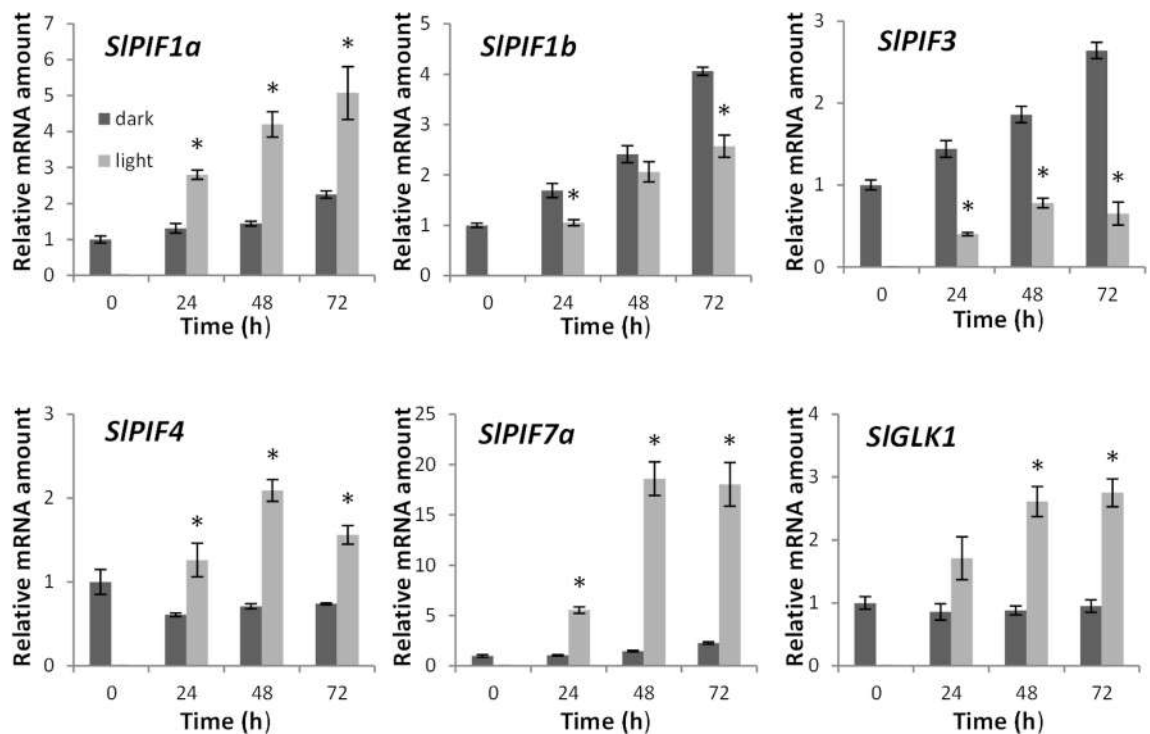 SlPIF1a
Relative mRNA amount
7
6
5
4
3
2
1
0
dark
light
*
*
*
0 24 48 72
Time (h)
SlPIF1b
Relative mRNA amount
5
4
3
2
1
0
*
*
0 24 48 72
Time (h)
SlPIF3
Relative mRNA amount
3
2
1
0
*
*
*
0 24 48 72
Time (h)
SlPIF4
Relative mRNA amount
3
2
1
0
*
*
*
0 24 48 72
Time (h)
SlPIF7a
Relative mRNA amount
25
20
15
10
5
0
*
*
*
0 24 48 72
Time (h)
SlGLK1
Relative mRNA amount
4
3
2
1
0
*
*
0 24 48 72
Time (h)